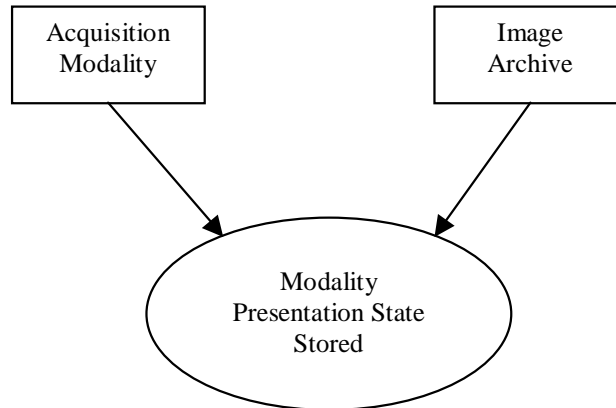 Acquisition
Modality
Image
Archive
Modality
Presentation State
Stored